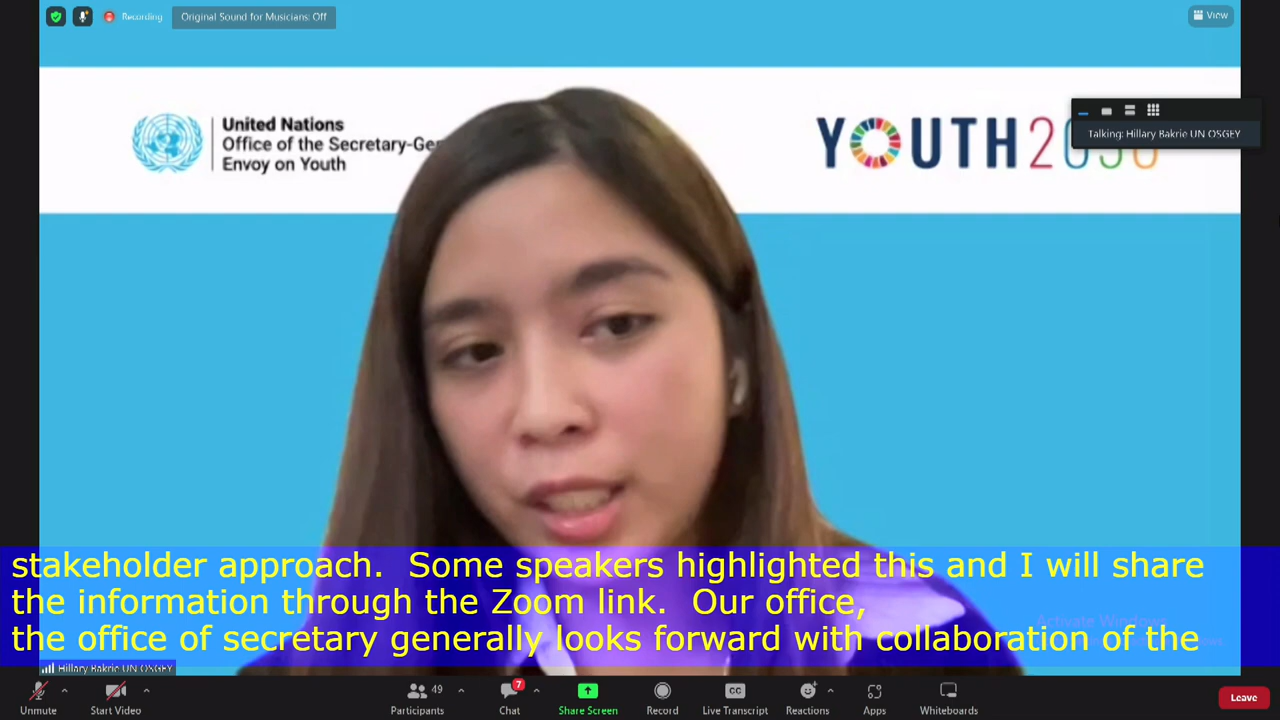 Recording
Original Sound for Musicians: Off
View
United Nations
Office of the Secretary-Ge
Envoy on Youth
YOUTH2030
Talking: Hillary Bakrie UN OSGEY
stakeholder approach. Some speakers highlighted this and I will share
the information through the Zoom link. Our office,
the office of secretary generally looks forward with collaboration of the
Activate Windows
Hillary Bakrie UN OSGEY
Unmute
Start Video
49
Participants
7
Chat
Share Screen
Record
CC
Live Transcript
Reactions
Apps
Whiteboards
Leave